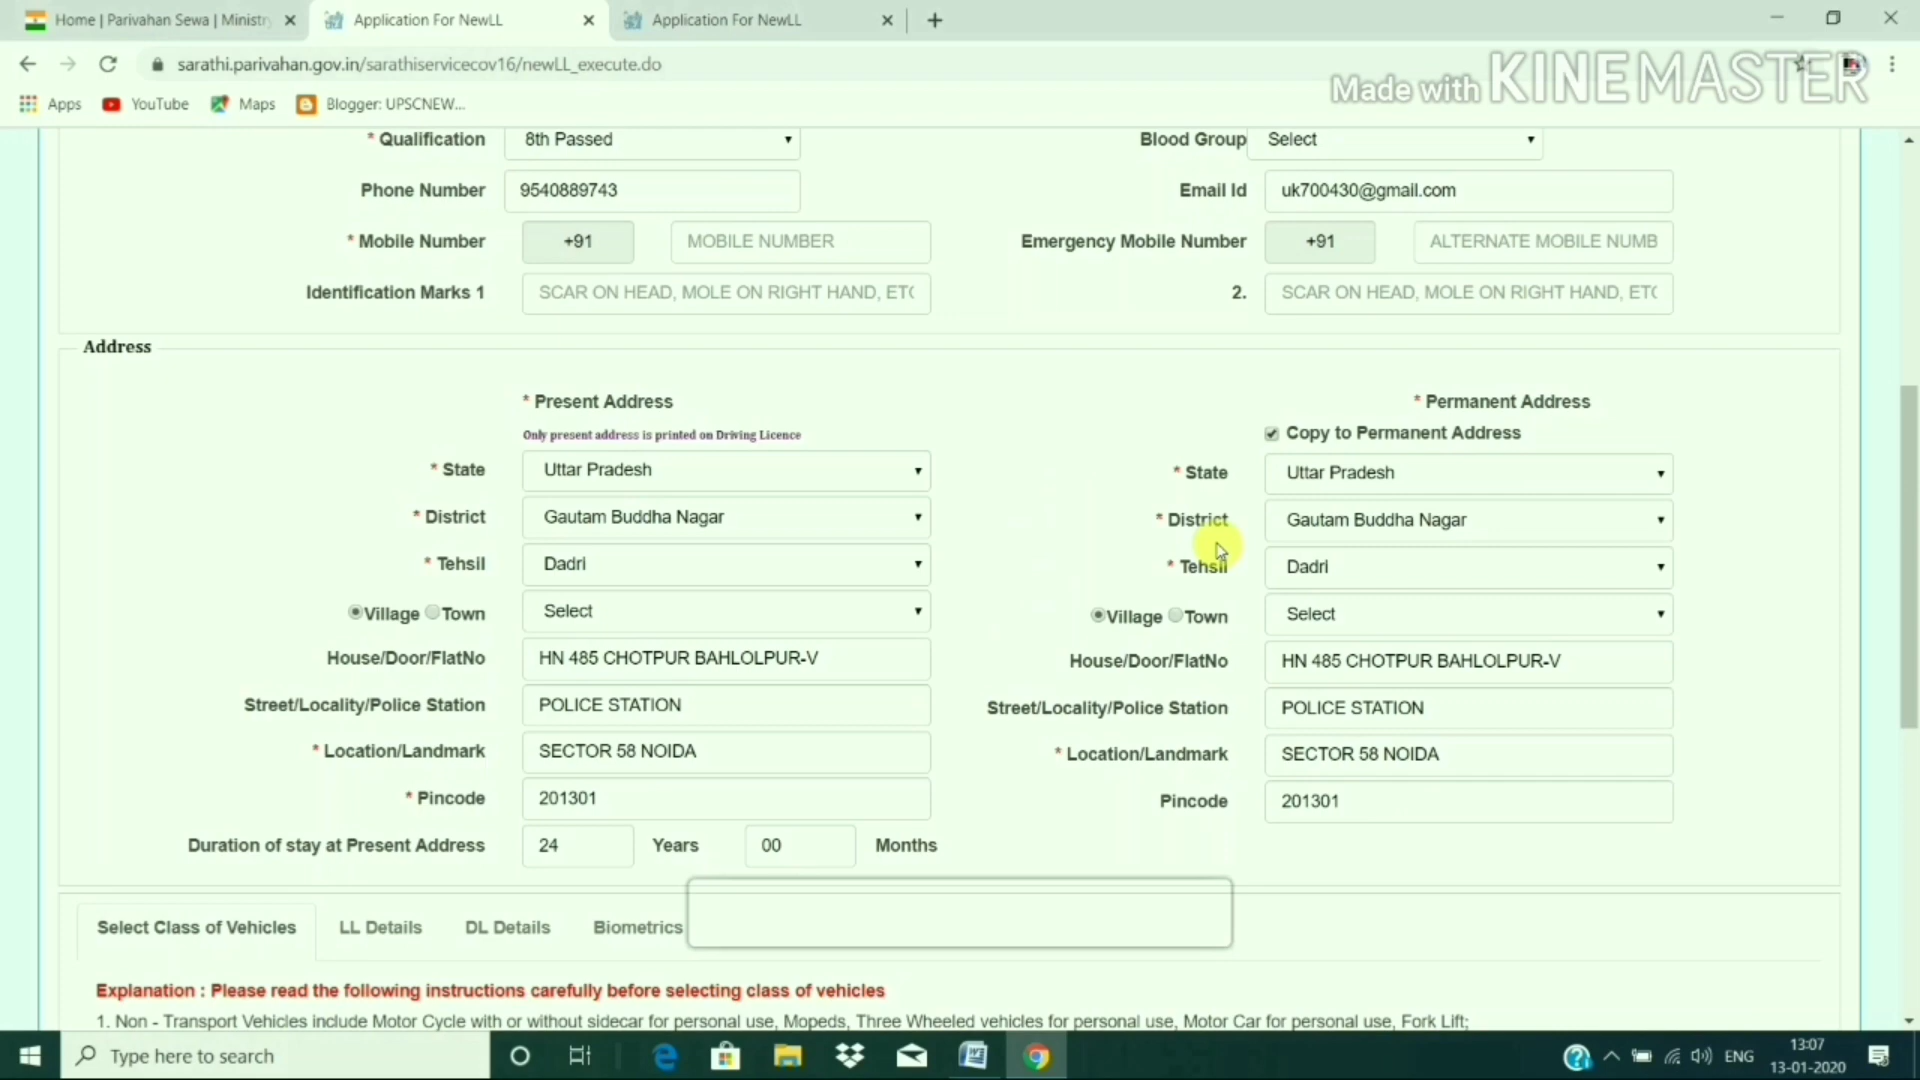 Home | Parivahan Sewa | Ministry
Application For NewLL
Application For NewLL
sarathi.parivahan.gov.in/sarathiservicecov16/newLL_execute.do
Made with KINEMASTER
Apps
YouTube
Maps
Blogger: UPSCNEW...
* Qualification 8th Passed
Blood Group Select
Phone Number 9540889743
Email Id uk700430@gmail.com
* Mobile Number +91 MOBILE NUMBER
Emergency Mobile Number +91 ALTERNATE MOBILE NUMB
Identification Marks 1 SCAR ON HEAD, MOLE ON RIGHT HAND, ETC
2. SCAR ON HEAD, MOLE ON RIGHT HAND, ETC
Address
* Present Address
* Permanent Address
Only present address is printed on Driving Licence
Copy to Permanent Address
* State Uttar Pradesh
* State Uttar Pradesh
* District Gautam Buddha Nagar
* District Gautam Buddha Nagar
* Tehsil Dadri
* Tehsil Dadri
Village Town Select
Village Town Select
House/Door/FlatNo HN 485 CHOTPUR BAHLOLPUR-V
House/Door/FlatNo HN 485 CHOTPUR BAHLOLPUR-V
Street/Locality/Police Station POLICE STATION
Street/Locality/Police Station POLICE STATION
* Location/Landmark SECTOR 58 NOIDA
* Location/Landmark SECTOR 58 NOIDA
* Pincode 201301
Pincode 201301
Duration of stay at Present Address 24 Years 00 Months
Select Class of Vehicles
LL Details
DL Details
Biometrics
Explanation : Please read the following instructions carefully before selecting class of vehicles
1. Non - Transport Vehicles include Motor Cycle with or without sidecar for personal use, Mopeds, Three Wheeled vehicles for personal use, Motor Car for personal use, Fork Lift;
Type here to search
ENG
13:07
13-01-2020